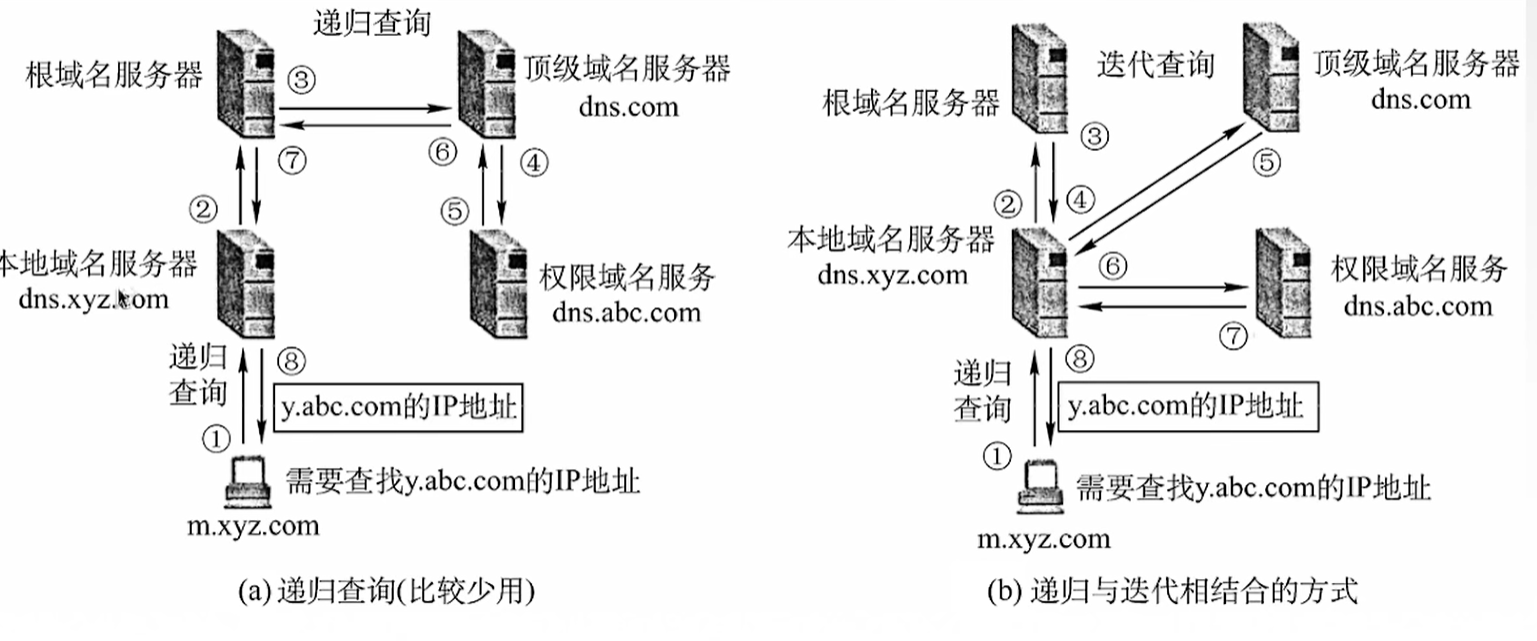 递归查询
根域名服务器
③
顶级域名服务器
dns.com
⑥
⑦
④
②
⑤
本地域名服务器
dns.xyz.com
权限域名服务
dns.abc.com
递归
查询
⑧
y.abc.com的IP地址
①
需要查找y.abc.com的IP地址
m.xyz.com
(a) 递归查询(比较少用)
迭代查询
顶级域名服务器
dns.com
根域名服务器
③
⑤
②
④
本地域名服务器
dns.xyz.com
⑥
权限域名服务
dns.abc.com
⑦
递归
查询
⑧
y.abc.com的IP地址
①
需要查找y.abc.com的IP地址
m.xyz.com
(b) 递归与迭代相结合的方式